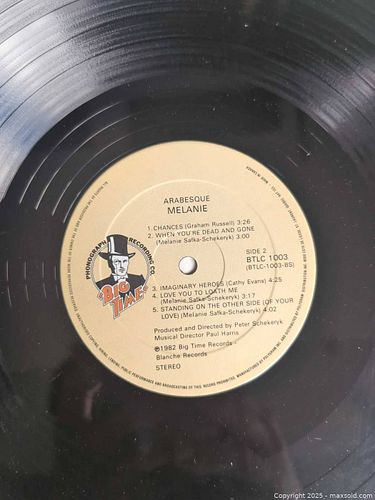 ARABESQUE
MELANIE
1. CHANCES (Graham Russell) 3:26
2. WHEN YOU'RE DEAD AND GONE
(Melanie Safka-Schekeryk) 3:00
SIDE 2
BTLC 1003
(BTLC-1003-BS)
PHONOGRAPH RECORDING CO.
"BIG TIME"
3. IMAGINARY HEROES (Cathy Evans) 4:25
4. LOVE YOU TO LOATH ME
(Melanie Safka-Schekeryk) 3:17
5. STANDING ON THE OTHER SIDE (OF YOUR
LOVE) (Melanie Safka-Schekeryk) 4:02
Produced and Directed by Peter Schekeryk
Musical Director Paul Harris
℗1982 Big Time Records
Blanche Records
STEREO
Copyright 2025 - maxsold.com